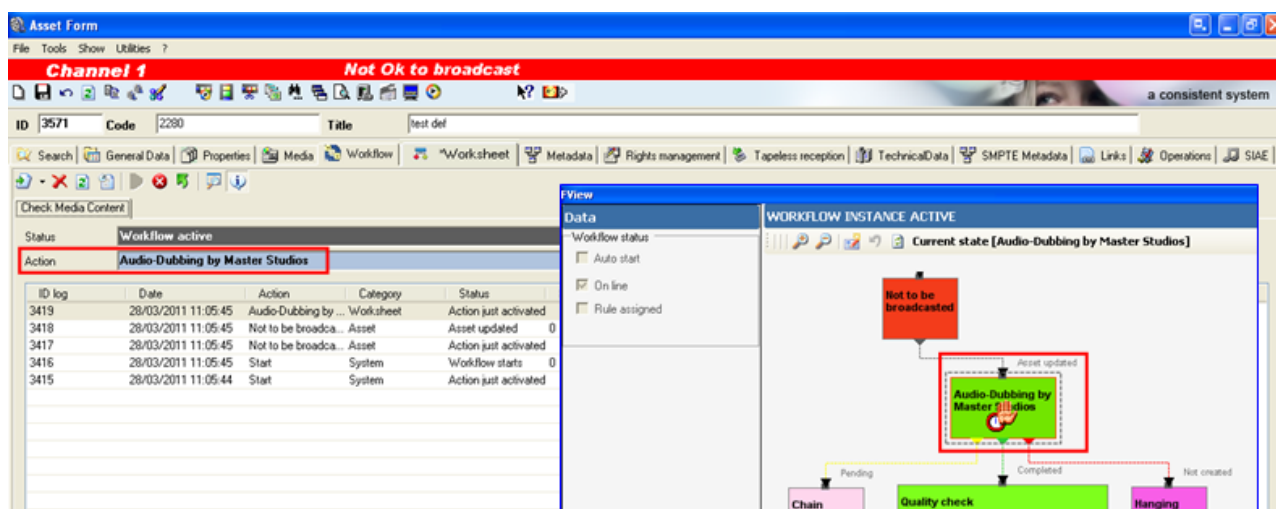 Asset Form
File Tools Show Utilities ?
Channel 1 Not Ok to broadcast
a consistent system
ID 3571 Code 2280 Title test def
Search General Data Properties Media Workflow *Worksheet Metadata Rights management Tapeless reception TechnicalData SMPTE Metadata Links Operations SIAE
Check Media Content
Status Workflow active
Action Audio-Dubbing by Master Studios
ID log Date Action Category Status
3419 28/03/2011 11:05:45 Audio-Dubbing by ... Worksheet Action just activated
3418 28/03/2011 11:05:45 Not to be broadca... Asset Asset updated 0
3417 28/03/2011 11:05:45 Not to be broadca... Asset Action just activated
3416 28/03/2011 11:05:45 Start System Workflow starts 0
3415 28/03/2011 11:05:44 Start System Action just activated
FView
Data
Workflow status
Auto start
On line
Rule assigned
WORKFLOW INSTANCE ACTIVE
Current state [Audio-Dubbing by Master Studios]
Not to be
broadcasted
Asset updated
Audio-Dubbing by
Master Studios
Pending Completed Not created
Chain Quality check Hanging